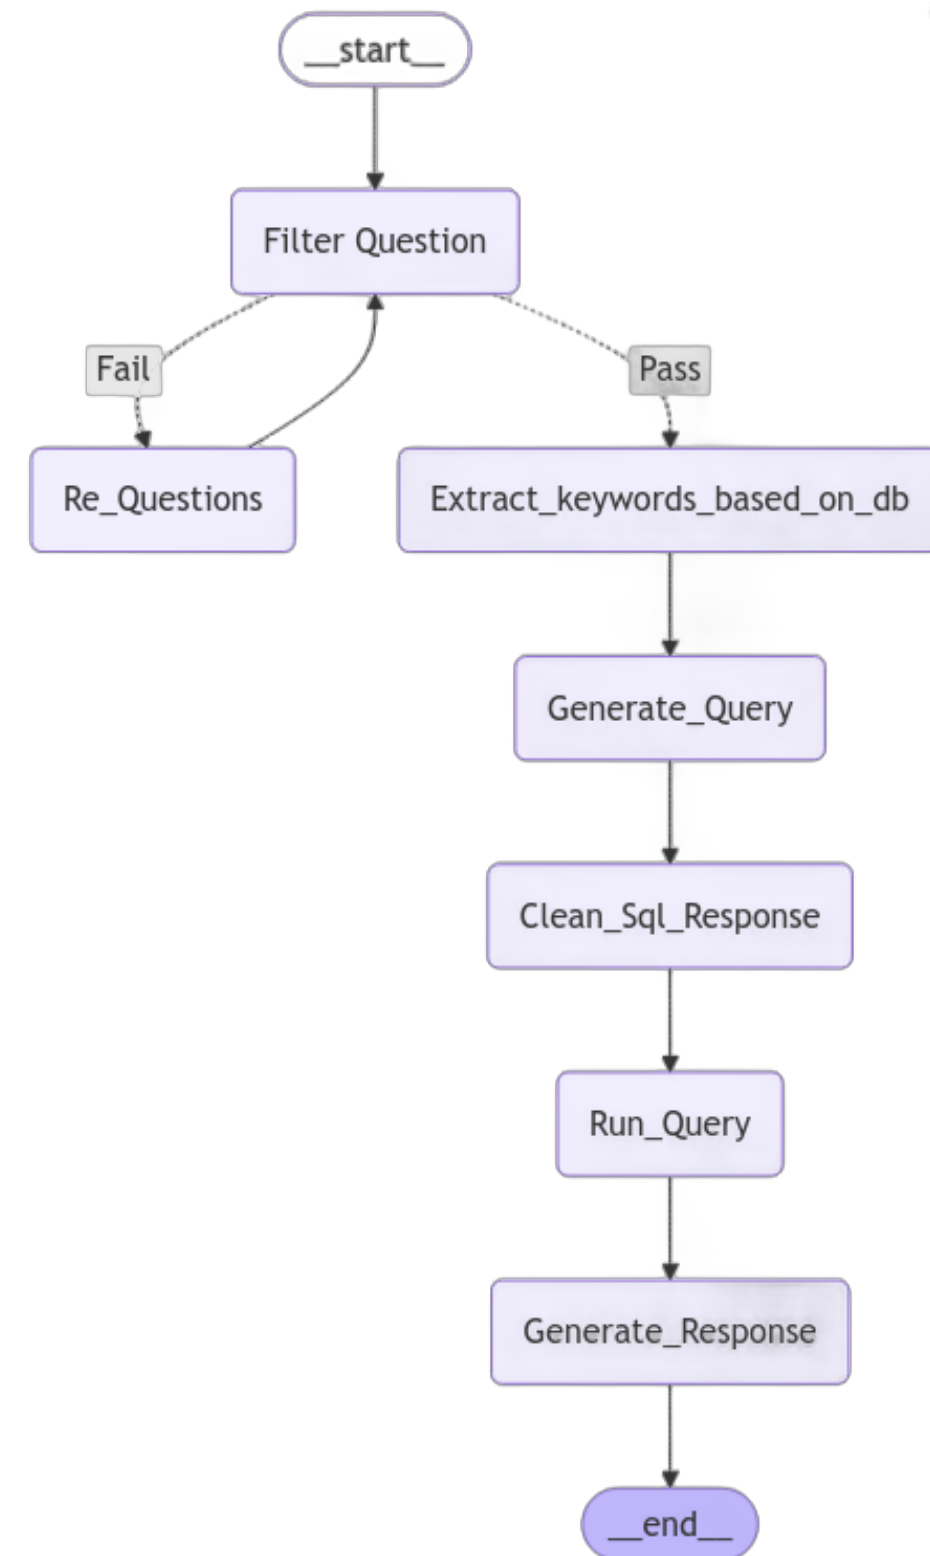 __start__
Filter Question
Fail
Pass
Re_Questions
Extract_keywords_based_on_db
Generate_Query
Clean_Sql_Response
Run_Query
Generate_Response
__end__